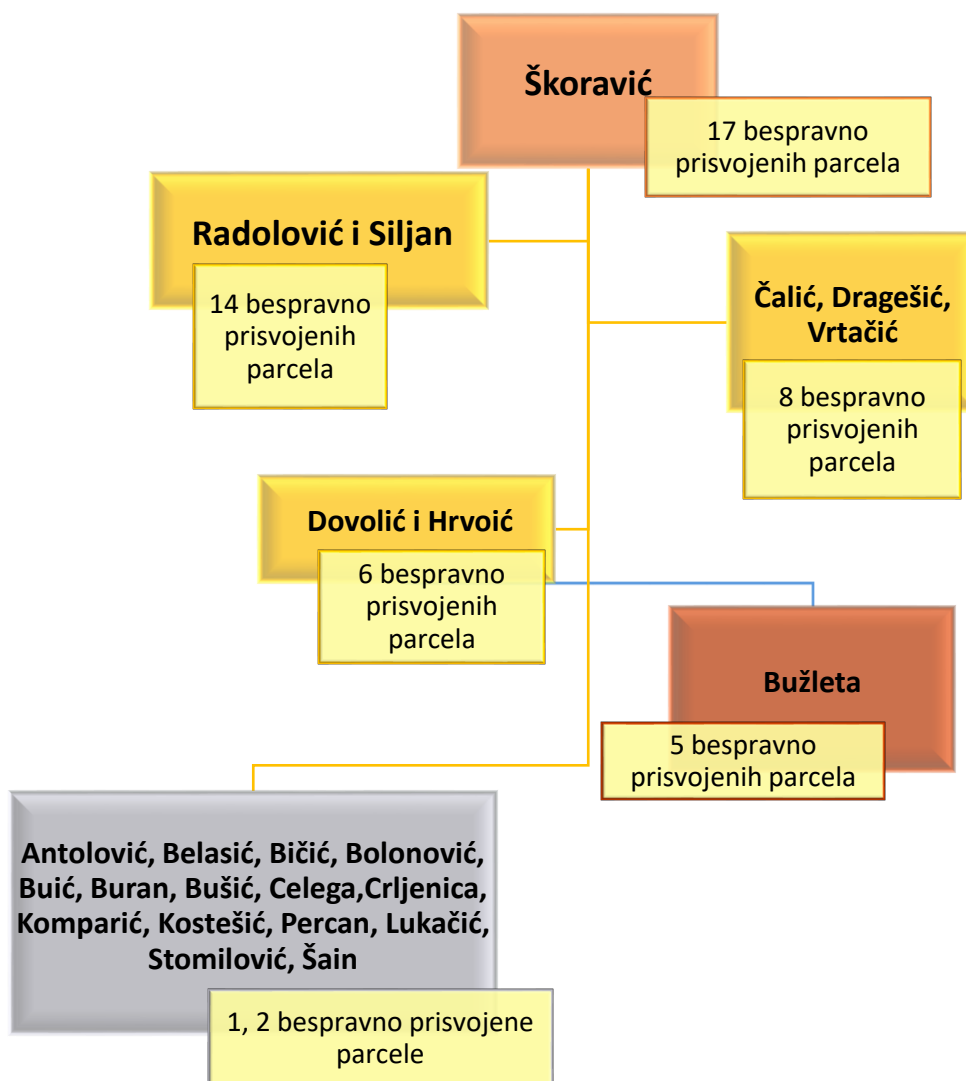 Škoravić
17 bespravno
prisvojenih parcela
Radolović i Siljan
14 bespravno
prisvojenih
parcela
Čalić, Dragešić,
Vrtačić
8 bespravno
prisvojenih
parcela
Dovolić i Hrvoić
6 bespravno
prisvojenih
parcela
Bužleta
5 bespravno
prisvojenih parcela
Antolović, Belasić, Bičić, Bolonović,
Buić, Buran, Bušić, Celega,Crljenica,
Komparić, Kostešić, Percan, Lukačić,
Stomilović, Šain
1, 2 bespravno prisvojene
parcele